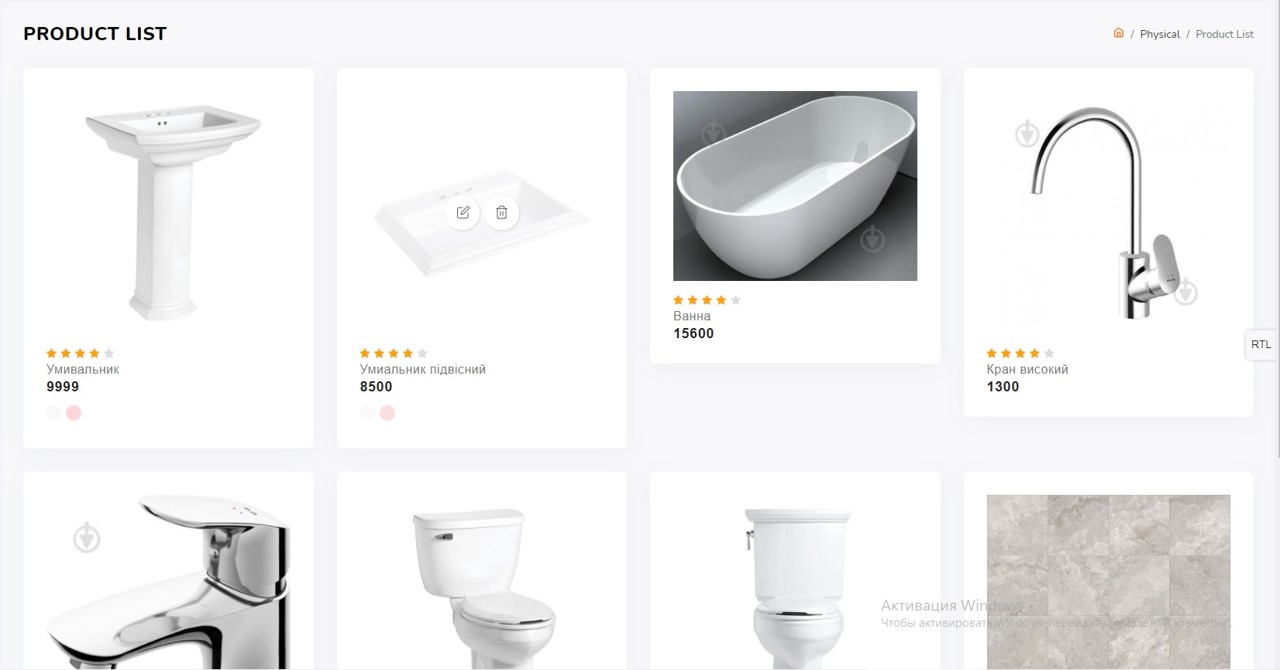 PRODUCT LIST
/ Physical / Product List
Умивальник
9999
Умиальник підвісний
8500
Ванна
15600
Кран високий
1300
RTL
Активация Windows
Чтобы активировать Windows, перейдите в раздел "Параметры".